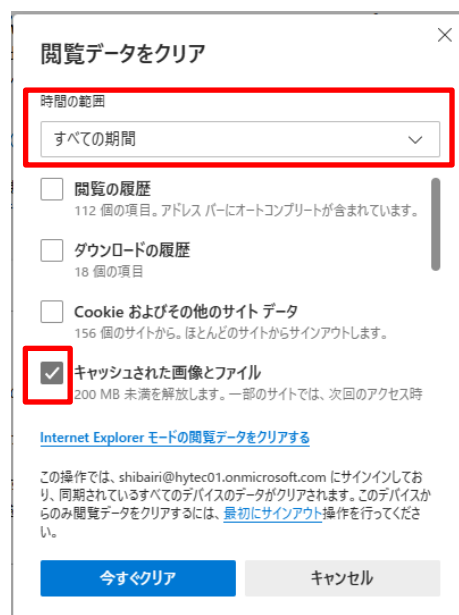 閲覧データをクリア
時間の範囲
すべての期間
閲覧の履歴
112 個の項目。アドレス バーにオートコンプリートが含まれています。
ダウンロードの履歴
18 個の項目
Cookie およびその他のサイト データ
156 個のサイトから。ほとんどのサイトからサインアウトします。
キャッシュされた画像とファイル
200 MB 未満を解放します。一部のサイトでは、次回のアクセス時
Internet Explorer モードの閲覧データをクリアする
この操作では、shibairi@hytec01.onmicrosoft.com にサインインしてお
り、同期されているすべてのデバイスのデータがクリアされます。このデバイスか
らのみ閲覧データをクリアするには、最初にサインアウト操作を行ってくださ
い。
今すぐクリア
キャンセル